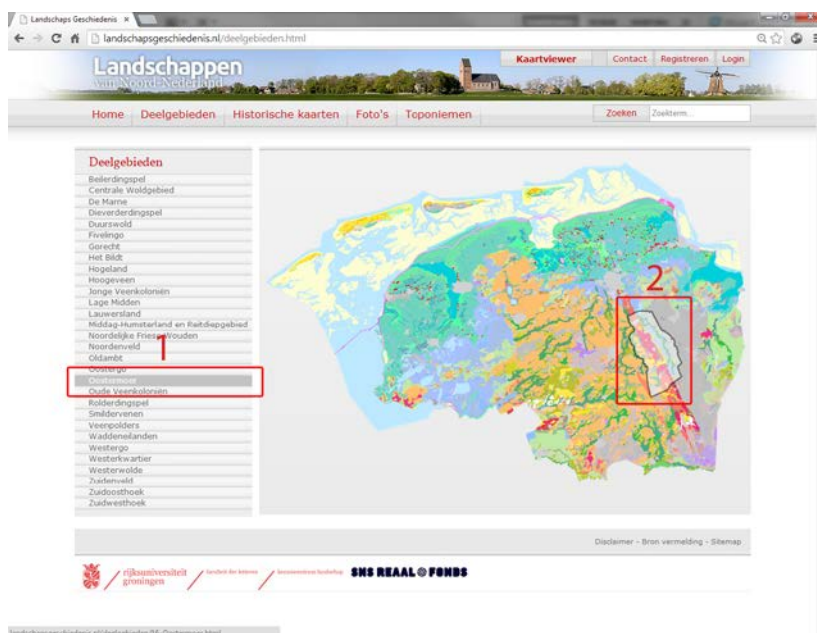 Landschaps Geschiedenis ×
landschapsgeschiedenis.nl/deelgebieden.html
Landschappen
van Noord-Nederland
Kaartviewer Contact Registreren Login
Home Deelgebieden Historische kaarten Foto's Toponiemen Zoeken Zoekterm...
Deelgebieden
Beilerdingspel
Centrale Woldgebied
De Marne
Dieverderdingspel
Duurswold
Fivelingo
Gorecht
Het Bildt
Hogeland
Hoogeveen
Jonge Veenkoloniën
Lage Midden
Lauwersland
Middag-Humsterland en Reitdiepgebied
Noordelijke Friese Wouden
Noordenveld
Oldambt
Oostergo
Oostermoer
Oude Veenkoloniën
Rolderdingspel
Smildervenen
Veenpolders
Waddeneilanden
Westergo
Westerkwartier
Westerwolde
Zuidenveld
Zuidoosthoek
Zuidwesthoek
1
2
Disclaimer - Bron vermelding - Sitemap
rijksuniversiteit
groningen
faculteit der letteren
SNS REAAL FONDS